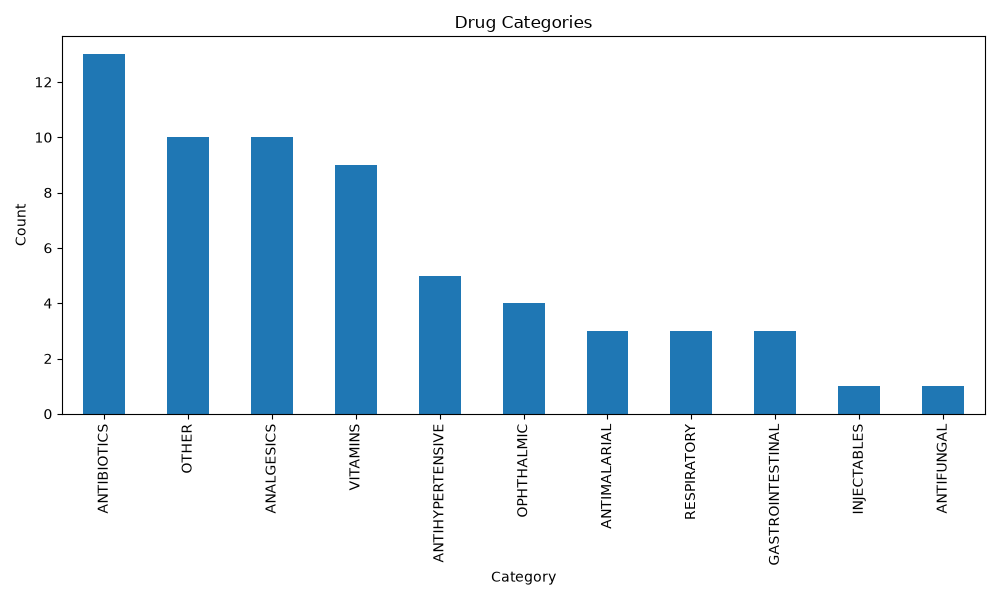 Drug Categories
Count
12
10
8
6
4
2
0
ANTIBIOTICS
OTHER
ANALGESICS
VITAMINS
ANTIHYPERTENSIVE
OPHTHALMIC
ANTIMALARIAL
RESPIRATORY
GASTROINTESTINAL
INJECTABLES
ANTIFUNGAL
Category